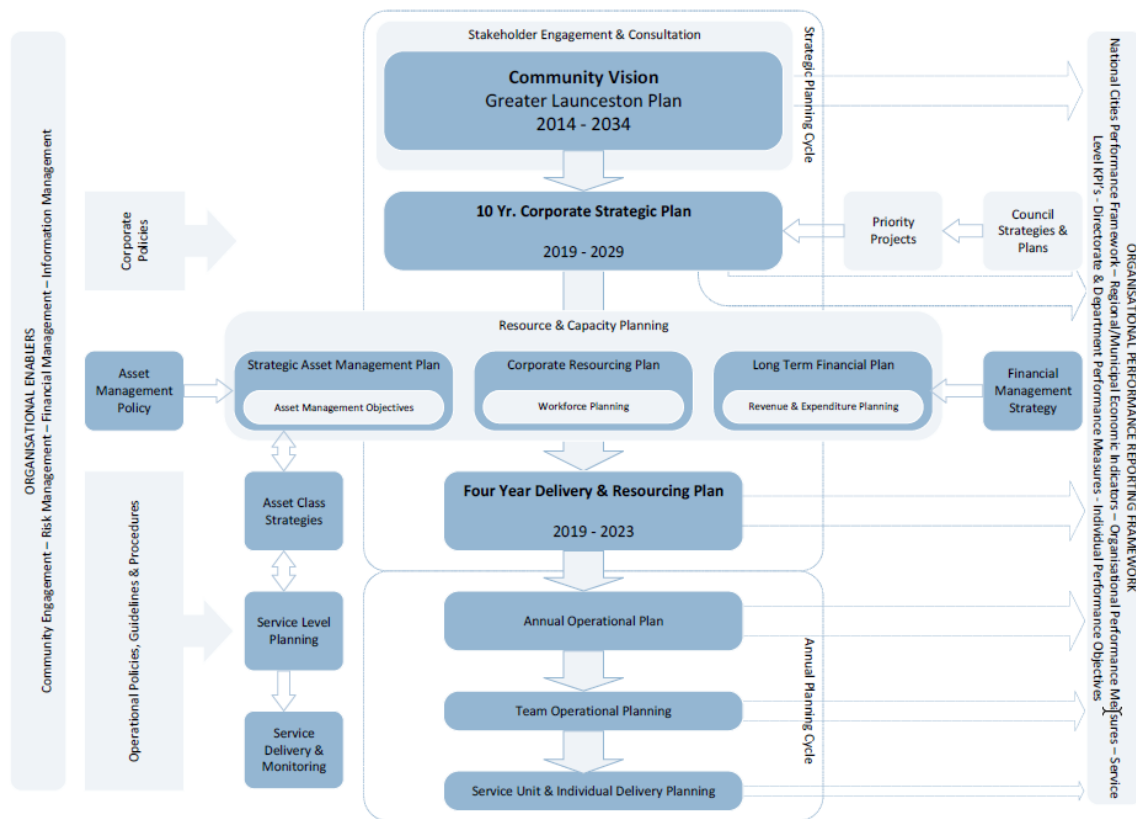 ORGANISATIONAL ENABLERS
Community Engagement – Risk Management – Financial Management – Information Management
Stakeholder Engagement & Consultation
Community Vision
Greater Launceston Plan
2014 - 2034
Strategic Planning Cycle
Corporate
Policies
10 Yr. Corporate Strategic Plan
2019 - 2029
Priority
Projects
Council
Strategies &
Plans
Resource & Capacity Planning
Asset
Management
Policy
Strategic Asset Management Plan
Asset Management Objectives
Corporate Resourcing Plan
Workforce Planning
Long Term Financial Plan
Revenue & Expenditure Planning
Financial
Management
Strategy
Operational Policies, Guidelines & Procedures
Asset Class
Strategies
Four Year Delivery & Resourcing Plan
2019 - 2023
Service Level
Planning
Annual Operational Plan
Annual Planning Cycle
Service
Delivery &
Monitoring
Team Operational Planning
Service Unit & Individual Delivery Planning
ORGANISATIONAL PERFORMANCE REPORTING FRAMEWORK
National Cities Performance Framework – Regional/Municipal Economic Indicators – Organisational Performance Measures – Service
Level KPI's - Directorate & Department Performance Measures - Individual Performance Objectives